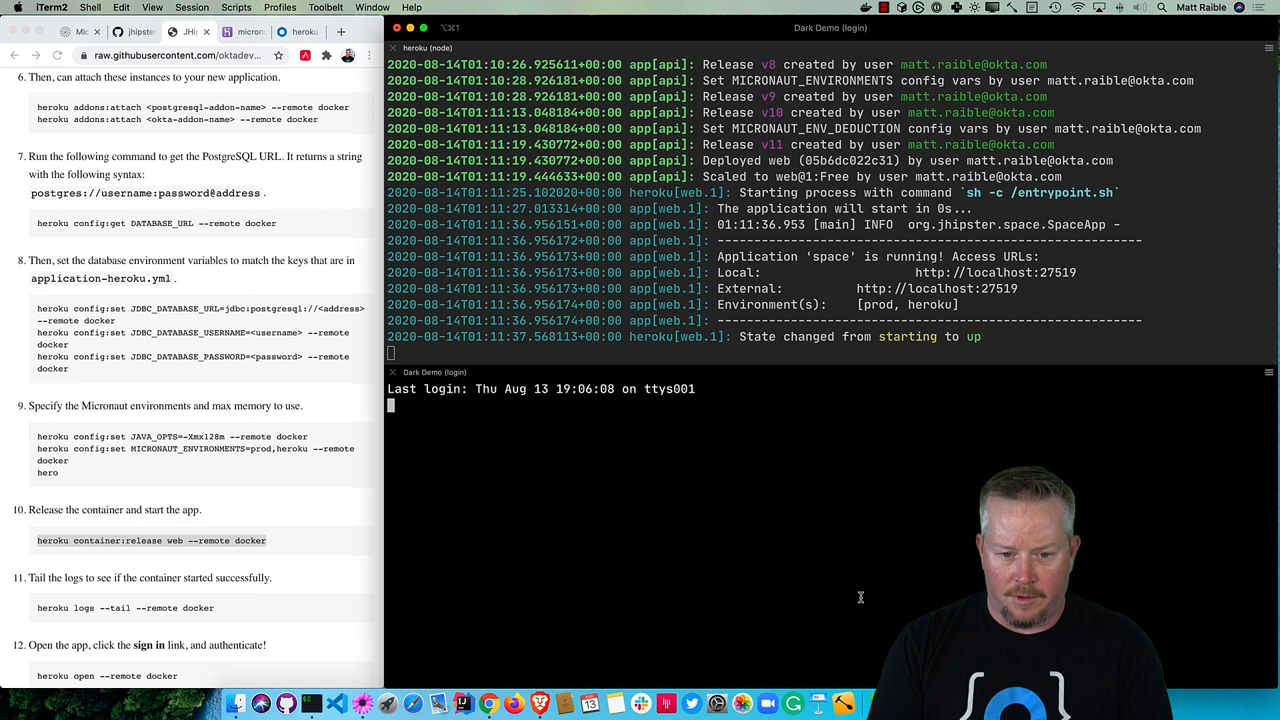 iTerm2 Shell Edit View Session Scripts Profiles Toolbelt Window Help Matt Raible
Mic jhipster JHip micron heroku
raw.githubusercontent.com/oktadev...
6. Then, can attach these instances to your new application.
heroku addons:attach <postgresql-addon-name> --remote docker
heroku addons:attach <okta-addon-name> --remote docker
7. Run the following command to get the PostgreSQL URL. It returns a string
with the following syntax:
postgres://username:password@address.
heroku config:get DATABASE_URL --remote docker
8. Then, set the database environment variables to match the keys that are in
application-heroku.yml.
heroku config:set JDBC_DATABASE_URL=jdbc:postgresql://<address>
--remote docker
heroku config:set JDBC_DATABASE_USERNAME=<username> --remote
docker
heroku config:set JDBC_DATABASE_PASSWORD=<password> --remote
docker
9. Specify the Micronaut environments and max memory to use.
heroku config:set JAVA_OPTS=-Xmx128m --remote docker
heroku config:set MICRONAUT_ENVIRONMENTS=prod,heroku --remote
docker
hero
10. Release the container and start the app.
heroku container:release web --remote docker
11. Tail the logs to see if the container started successfully.
heroku logs --tail --remote docker
12. Open the app, click the sign in link, and authenticate!
heroku open --remote docker
⌥⌘1 Dark Demo (login)
heroku (node)
2020-08-14T01:10:26.925611+00:00 app[api]: Release v8 created by user matt.raible@okta.com
2020-08-14T01:10:28.926181+00:00 app[api]: Set MICRONAUT_ENVIRONMENTS config vars by user matt.raible@okta.com
2020-08-14T01:10:28.926181+00:00 app[api]: Release v9 created by user matt.raible@okta.com
2020-08-14T01:11:13.048184+00:00 app[api]: Release v10 created by user matt.raible@okta.com
2020-08-14T01:11:13.048184+00:00 app[api]: Set MICRONAUT_ENV_DEDUCTION config vars by user matt.raible@okta.com
2020-08-14T01:11:19.430772+00:00 app[api]: Release v11 created by user matt.raible@okta.com
2020-08-14T01:11:19.430772+00:00 app[api]: Deployed web (05b6dc022c31) by user matt.raible@okta.com
2020-08-14T01:11:19.444633+00:00 app[api]: Scaled to web@1:Free by user matt.raible@okta.com
2020-08-14T01:11:25.102020+00:00 heroku[web.1]: Starting process with command `sh -c /entrypoint.sh`
2020-08-14T01:11:27.013314+00:00 app[web.1]: The application will start in 0s...
2020-08-14T01:11:36.956151+00:00 app[web.1]: 01:11:36.953 [main] INFO org.jhipster.space.SpaceApp -
2020-08-14T01:11:36.956172+00:00 app[web.1]: ----------------------------------------------------------
2020-08-14T01:11:36.956173+00:00 app[web.1]: Application 'space' is running! Access URLs:
2020-08-14T01:11:36.956173+00:00 app[web.1]: Local: http://localhost:27519
2020-08-14T01:11:36.956173+00:00 app[web.1]: External: http://localhost:27519
2020-08-14T01:11:36.956174+00:00 app[web.1]: Environment(s): [prod, heroku]
2020-08-14T01:11:36.956174+00:00 app[web.1]: ----------------------------------------------------------
2020-08-14T01:11:37.568113+00:00 heroku[web.1]: State changed from starting to up
Dark Demo (login)
Last login: Thu Aug 13 19:06:08 on ttys001